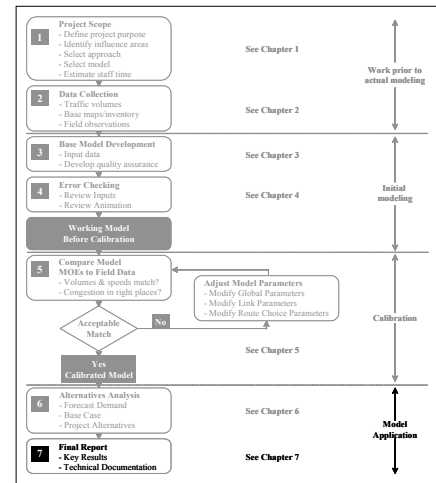 1
Project Scope
- Define project purpose
- Identify influence areas
- Select approach
- Select model
- Estimate staff time
See Chapter 1
Work prior to
actual modeling
2
Data Collection
- Traffic volumes
- Base maps/inventory
- Field observations
See Chapter 2
3
Base Model Development
- Input data
- Develop quality assurance
See Chapter 3
Initial
modeling
4
Error Checking
- Review Inputs
- Review Animation
See Chapter 4
Working Model
Before Calibration
5
Compare Model
MOEs to Field Data
- Volumes & speeds match?
- Congestion in right places?
Adjust Model Parameters
- Modify Global Parameters
- Modify Link Parameters
- Modify Route Choice Parameters
Calibration
Acceptable
Match
No
Yes
Calibrated Model
See Chapter 5
6
Alternatives Analysis
- Forecast Demand
- Base Case
- Project Alternatives
See Chapter 6
Model
Application
7
Final Report
- Key Results
- Technical Documentation
See Chapter 7